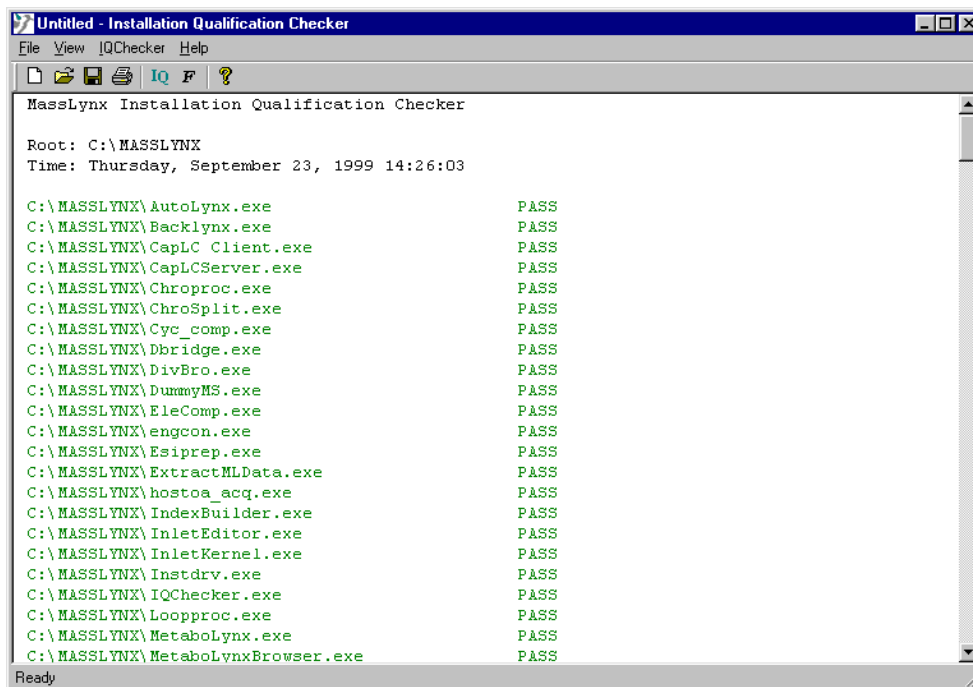 Untitled - Installation Qualification Checker
File View IQChecker Help
IQ F ?
MassLynx Installation Qualification Checker
Root: C:\MASSLYNX
Time: Thursday, September 23, 1999 14:26:03
C:\MASSLYNX\AutoLynx.exe PASS
C:\MASSLYNX\Backlynx.exe PASS
C:\MASSLYNX\CapLC Client.exe PASS
C:\MASSLYNX\CapLCServer.exe PASS
C:\MASSLYNX\Chroproc.exe PASS
C:\MASSLYNX\ChroSplit.exe PASS
C:\MASSLYNX\Cyc_comp.exe PASS
C:\MASSLYNX\Dbridge.exe PASS
C:\MASSLYNX\DivBro.exe PASS
C:\MASSLYNX\DummyMS.exe PASS
C:\MASSLYNX\EleComp.exe PASS
C:\MASSLYNX\engcon.exe PASS
C:\MASSLYNX\Esiprep.exe PASS
C:\MASSLYNX\ExtractMLData.exe PASS
C:\MASSLYNX\hostoa_acq.exe PASS
C:\MASSLYNX\IndexBuilder.exe PASS
C:\MASSLYNX\InletEditor.exe PASS
C:\MASSLYNX\InletKernel.exe PASS
C:\MASSLYNX\Instdrv.exe PASS
C:\MASSLYNX\IQChecker.exe PASS
C:\MASSLYNX\Loopproc.exe PASS
C:\MASSLYNX\MetaboLynx.exe PASS
C:\MASSLYNX\MetaboLynxBrowser.exe PASS
Ready